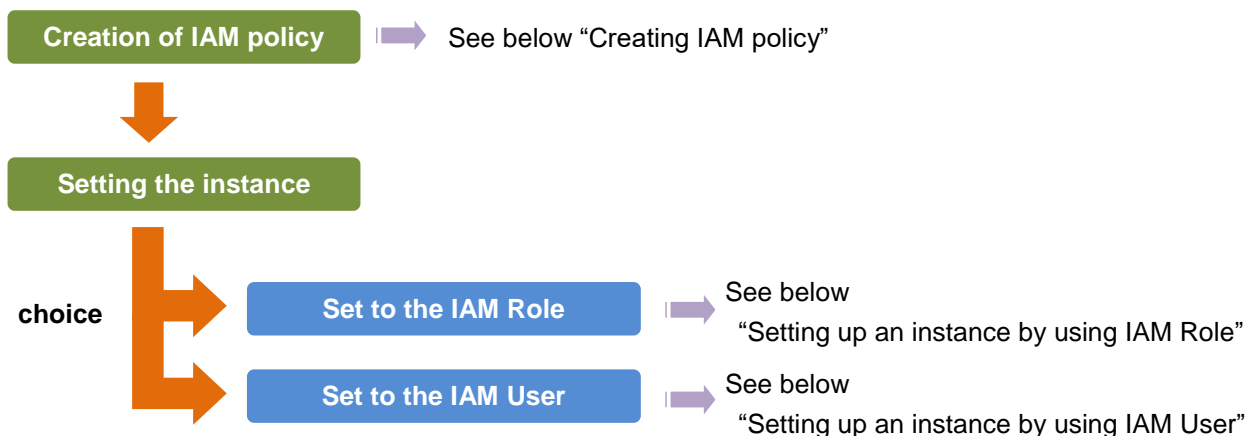 Creation of IAM policy
See below “Creating IAM policy”
Setting the instance
choice
Set to the IAM Role
See below
“Setting up an instance by using IAM Role”
Set to the IAM User
See below
“Setting up an instance by using IAM User”